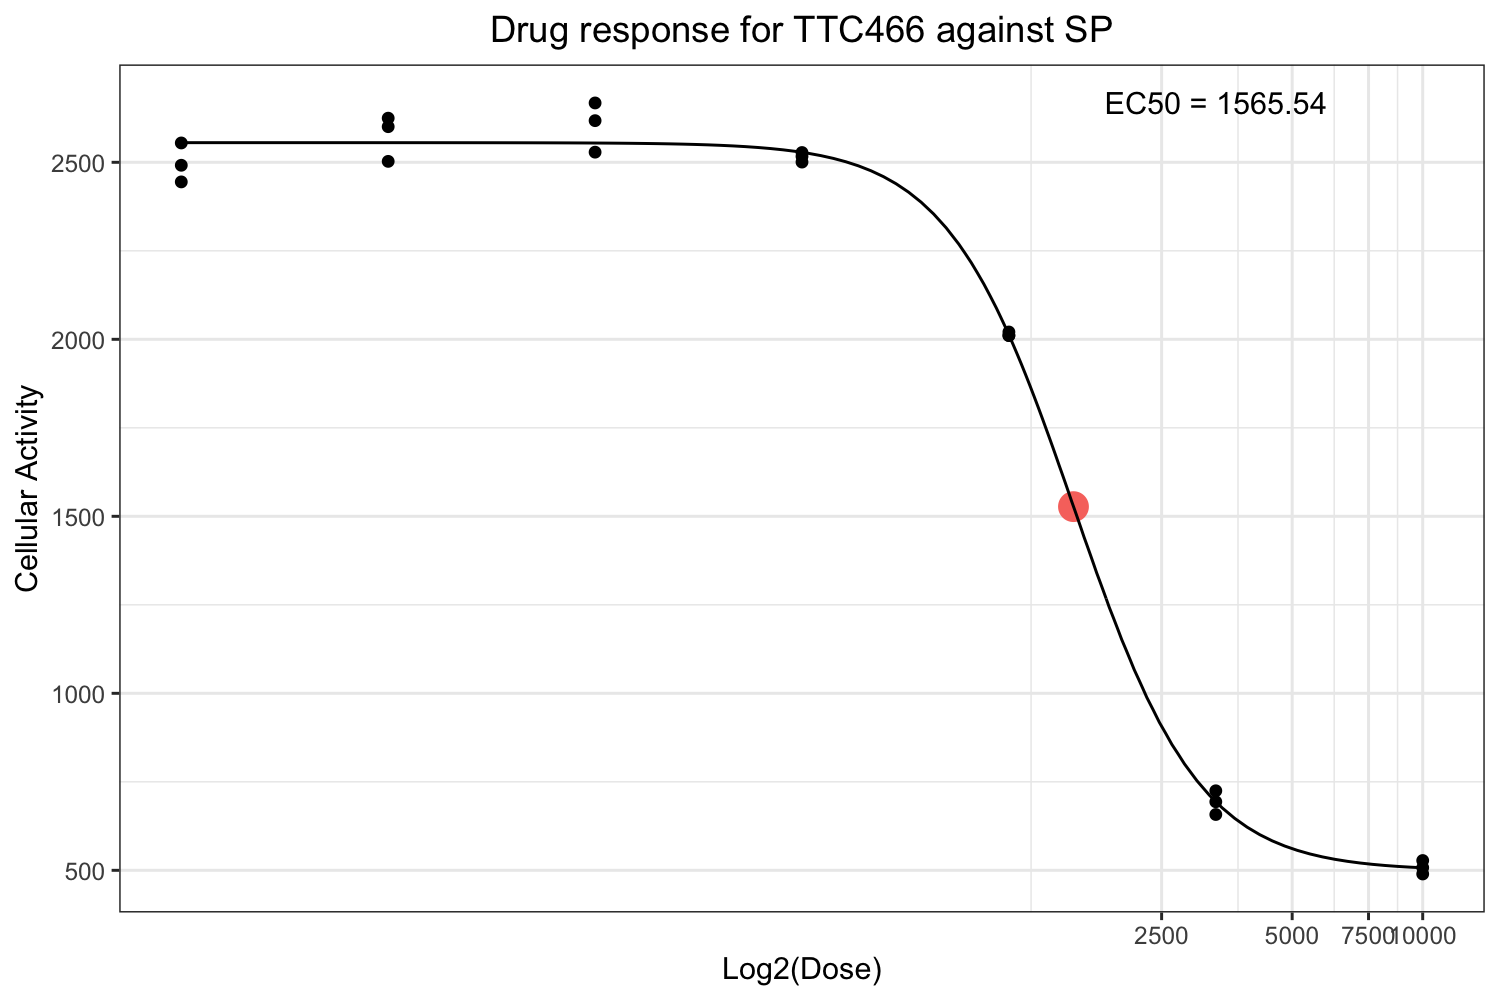 Drug response for TTC466 against SP
EC50 = 1565.54
2500
2000
1500
1000
500
Cellular Activity
2500 5000 7500 10000
Log2(Dose)